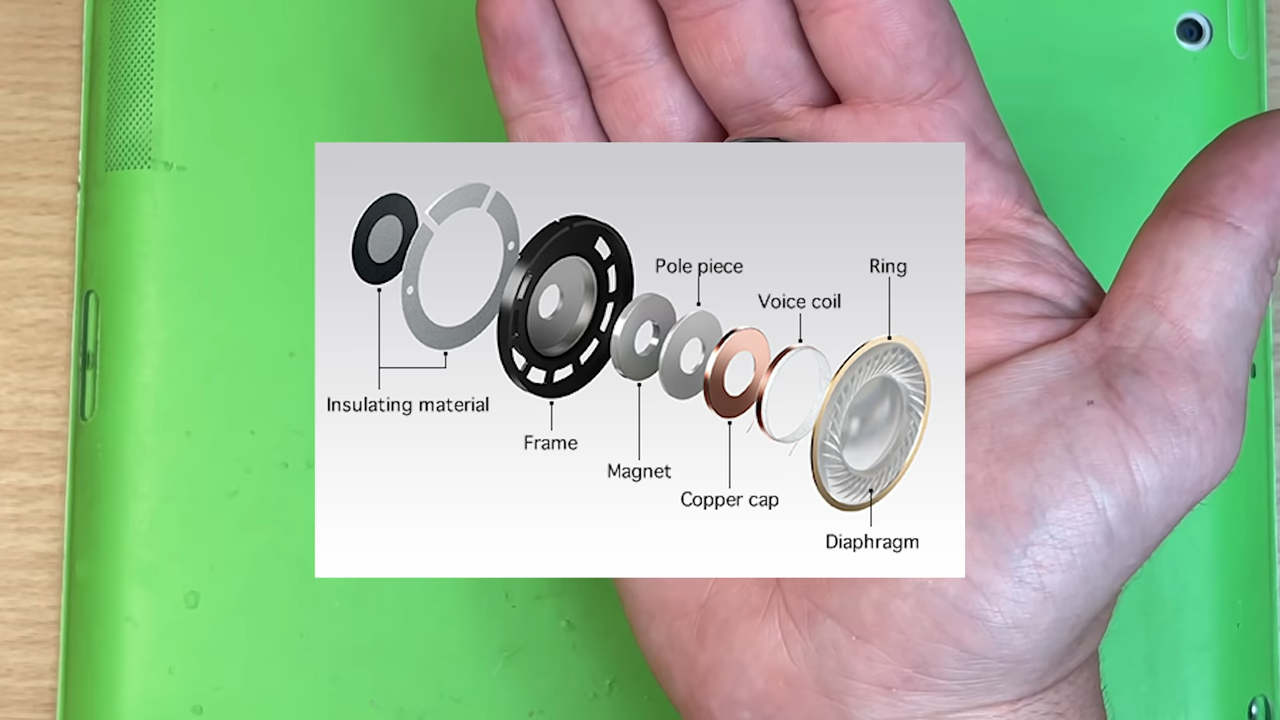 Pole piece
Ring
Voice coil
Insulating material
Frame
Magnet
Copper cap
Diaphragm